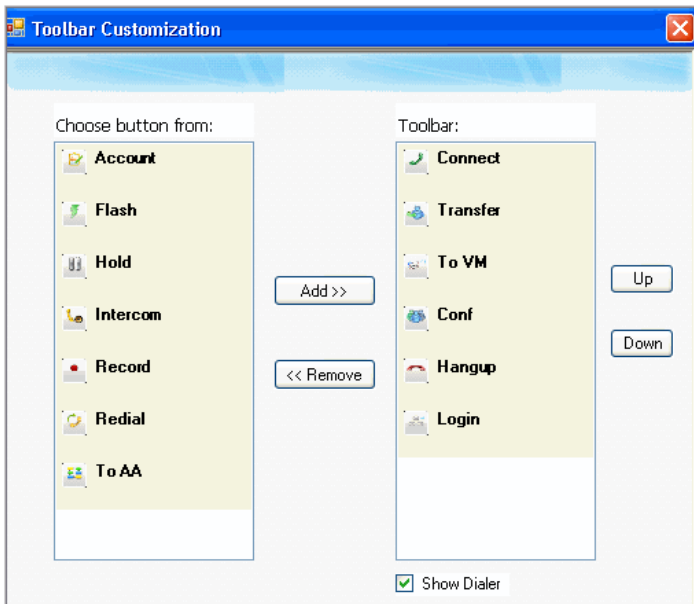 Toolbar Customization
Choose button from:
Account
Flash
Hold
Intercom
Record
Redial
To AA
Add >>
<< Remove
Toolbar:
Connect
Transfer
To VM
Conf
Hangup
Login
Up
Down
Show Dialer